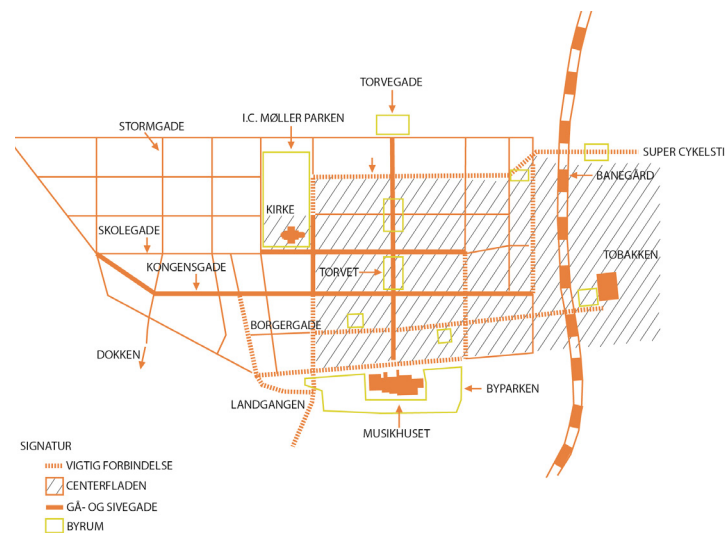 TORVEGADE
I.C. MØLLER PARKEN
STORMGADE
SUPER CYKELSTI
BANEGÅRD
KIRKE
SKOLEGADE
TOBAKKEN
KONGENSGADE
TORVET
BORGERGADE
DOKKEN
BYPARKEN
LANDGANGEN
MUSIKHUSET
SIGNATUR
VIGTIG FORBINDELSE
CENTERFLADEN
GÅ- OG SIVEGADE
BYRUM